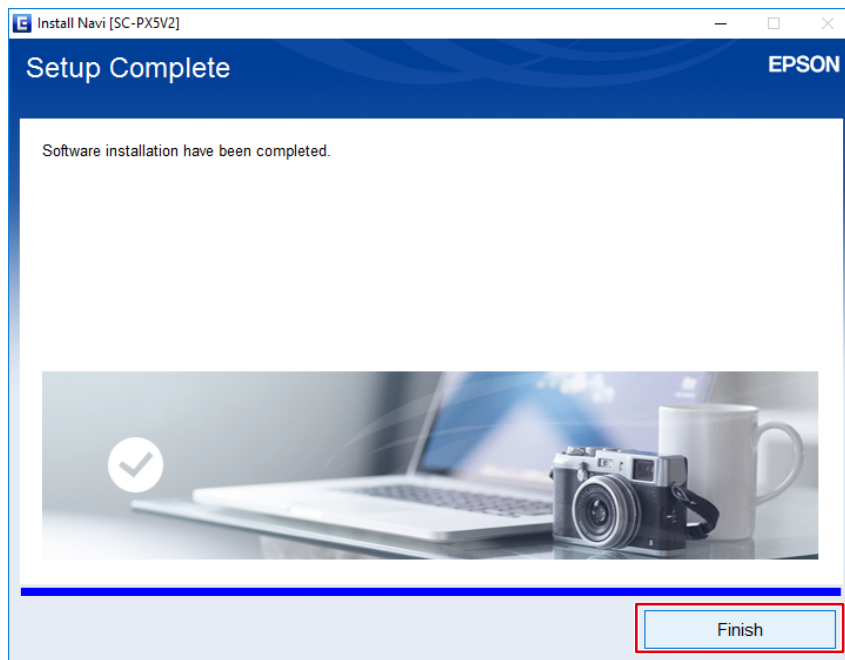 Install Navi [SC-PX5V2]
Setup Complete
EPSON
Software installation have been completed.
Finish